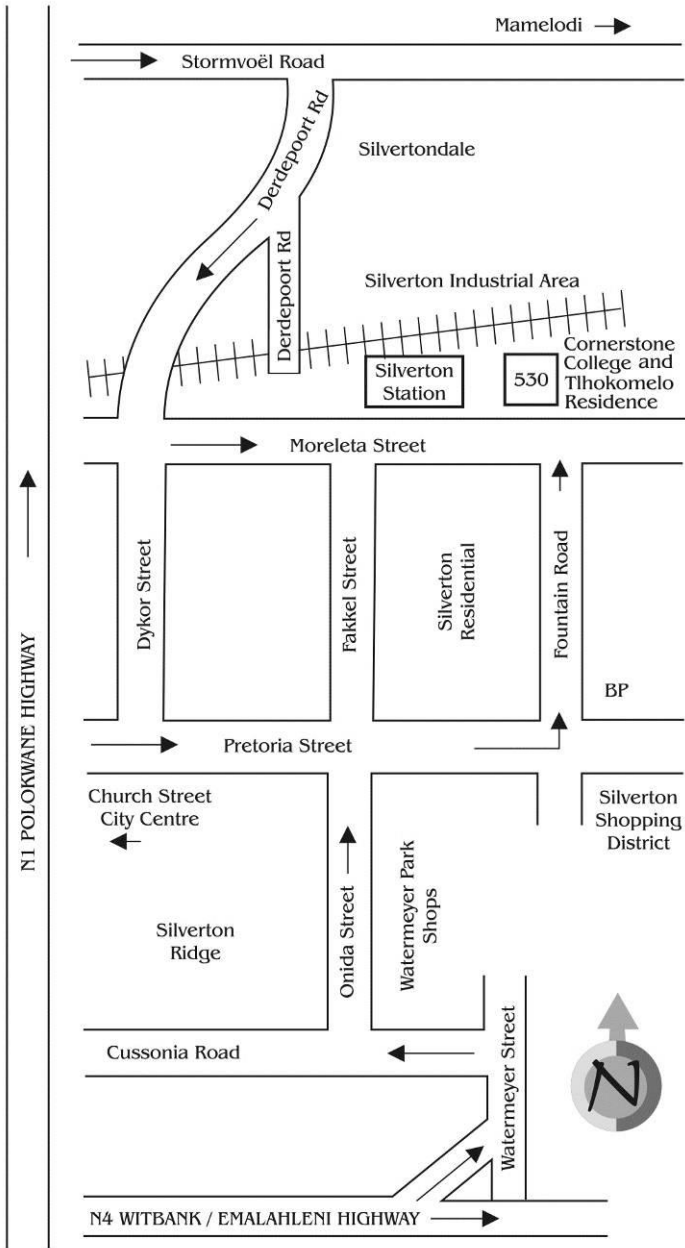 Mamelodi
Stormvoël Road
Derdepoort Rd
Silvertondale
Derdepoort Rd
Silverton Industrial Area
Silverton
Station
530
Cornerstone
College and
Tlhokomelo
Residence
Moreleta Street
Dykor Street
Fakkel Street
Silverton
Residential
Fountain Road
BP
N1 POLOKWANE HIGHWAY
Pretoria Street
Church Street
City Centre
Silverton
Shopping
District
Silverton
Ridge
Onida Street
Watermeyer Park
Shops
Cussonia Road
Watermeyer Street
N
N4 WITBANK / EMALAHLENI HIGHWAY